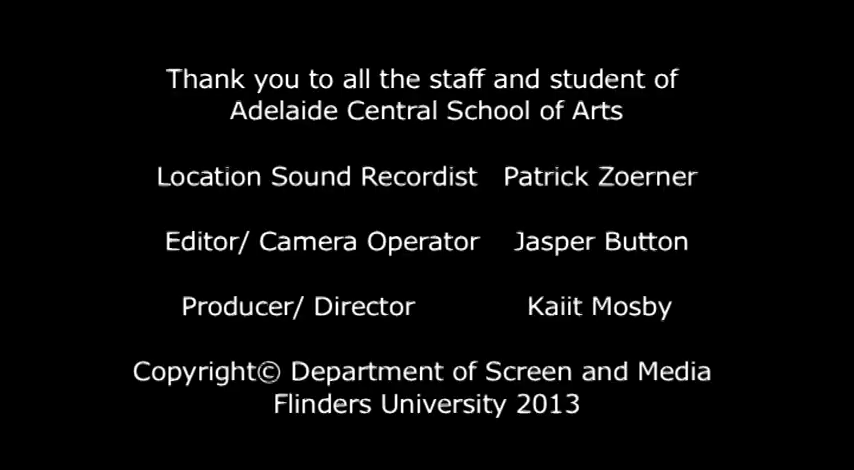 Thank you to all the staff and student of
Adelaide Central School of Arts
Location Sound Recordist Patrick Zoerner
Editor/ Camera Operator Jasper Button
Producer/ Director Kaiit Mosby
Copyright© Department of Screen and Media
Flinders University 2013